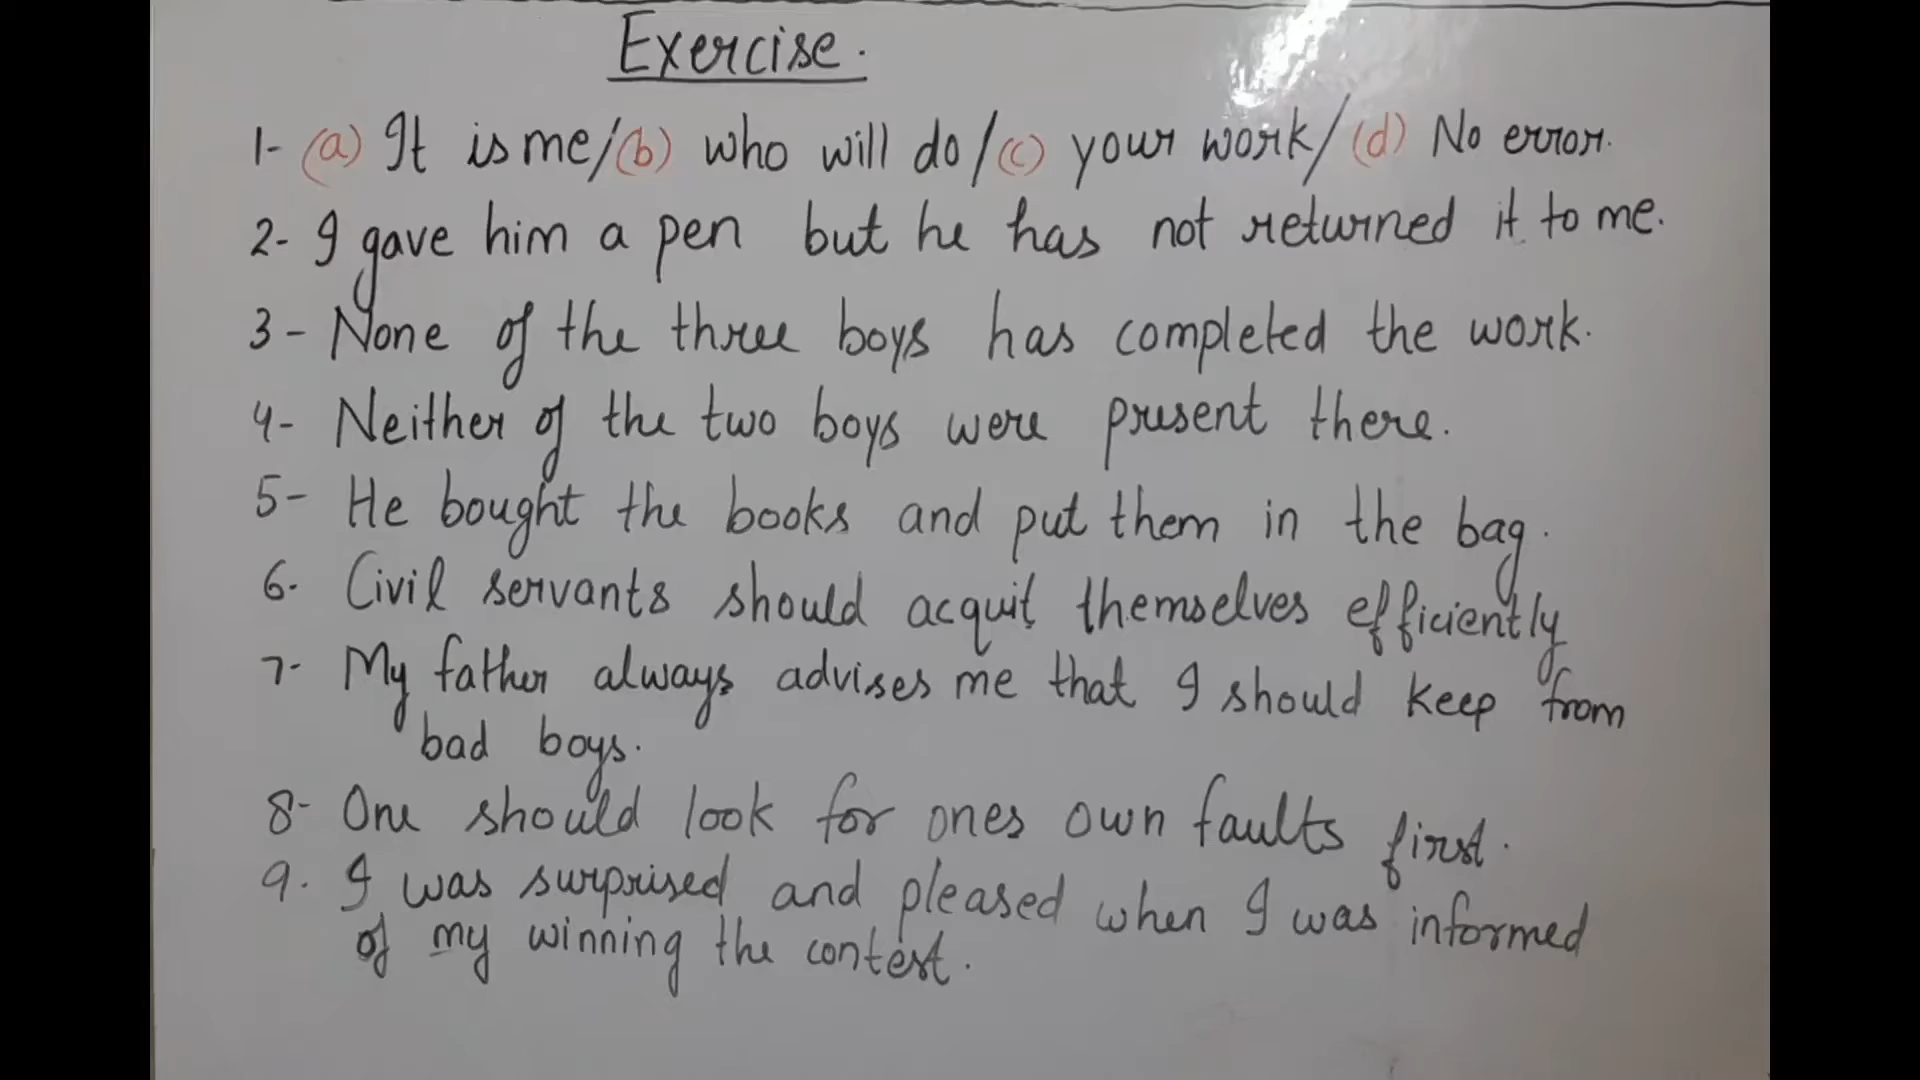 Exercise.
1- (a) It is me/(b) who will do/(c) your work/(d) No error.
2- I gave him a pen but he has not returned it to me.
3- None of the three boys has completed the work.
4- Neither of the two boys were present there.
5- He bought the books and put them in the bag.
6. Civil servants should acquit themselves efficiently
7- My father always advises me that I should keep from
bad boys.
8- One should look for ones own faults first.
9. I was surprised and pleased when I was informed
of my winning the contest.